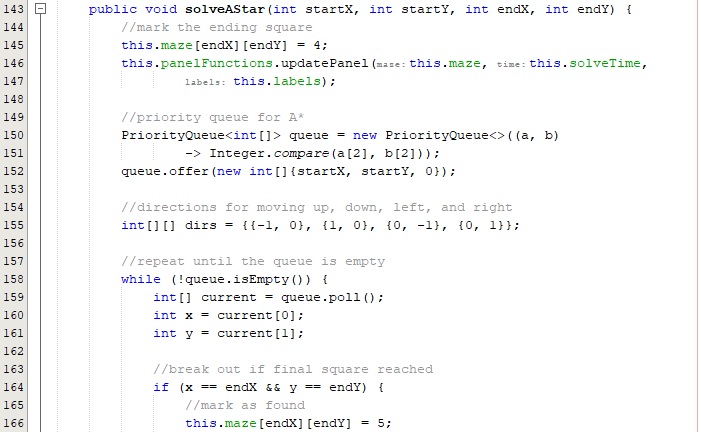 143 public void solveAStar(int startX, int startY, int endX, int endY) {
144 //mark the ending square
145 this.maze[endX][endY] = 4;
146 this.panelFunctions.updatePanel(maze: this.maze, time: this.solveTime,
147 labels: this.labels);
148
149 //priority queue for A*
150 PriorityQueue<int[]> queue = new PriorityQueue<>((a, b)
151 -> Integer.compare(a[2], b[2]));
152 queue.offer(new int[]{startX, startY, 0});
153
154 //directions for moving up, down, left, and right
155 int[][] dirs = {{-1, 0}, {1, 0}, {0, -1}, {0, 1}};
156
157 //repeat until the queue is empty
158 while (!queue.isEmpty()) {
159 int[] current = queue.poll();
160 int x = current[0];
161 int y = current[1];
162
163 //break out if final square reached
164 if (x == endX && y == endY) {
165 //mark as found
166 this.maze[endX][endY] = 5;